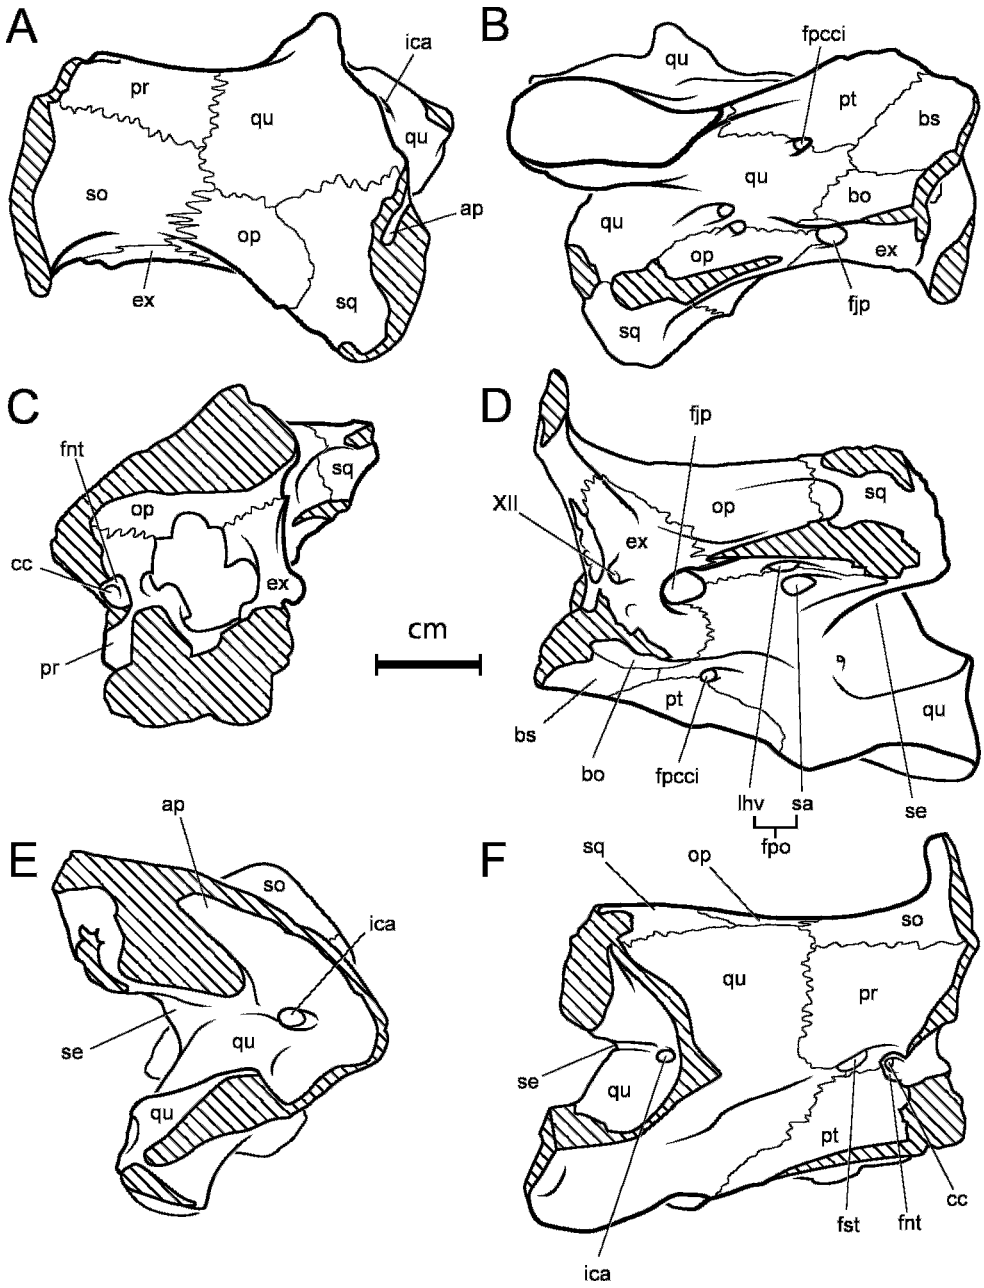 A
ica
pr
qu
qu
so
op
ap
ex
sq
B
fpcci
qu
pt
bs
qu
bo
qu
op
ex
sq
fjp
C
fnt
sq
op
cc
ex
pr
cm
D
fjp
XII
sq
op
ex
pt
qu
bs
bo
fpcci
lhv
sa
se
fpo
E
ap
so
ica
se
qu
qu
F
sq
op
so
qu
pr
se
qu
pt
cc
fst
fnt
ica